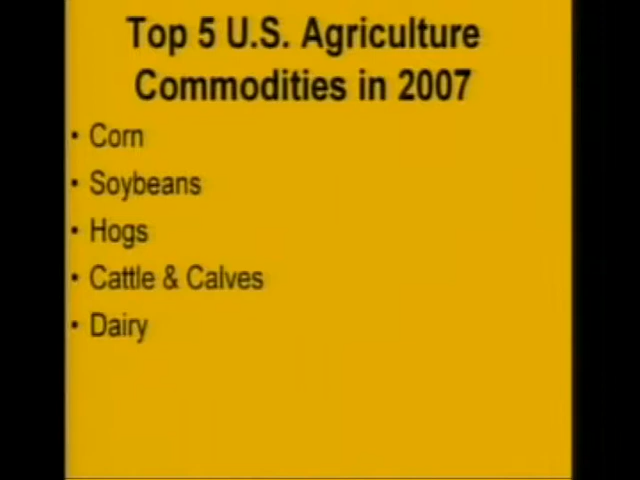 Top 5 U.S. Agriculture
Commodities in 2007
• Corn
• Soybeans
• Hogs
• Cattle & Calves
• Dairy